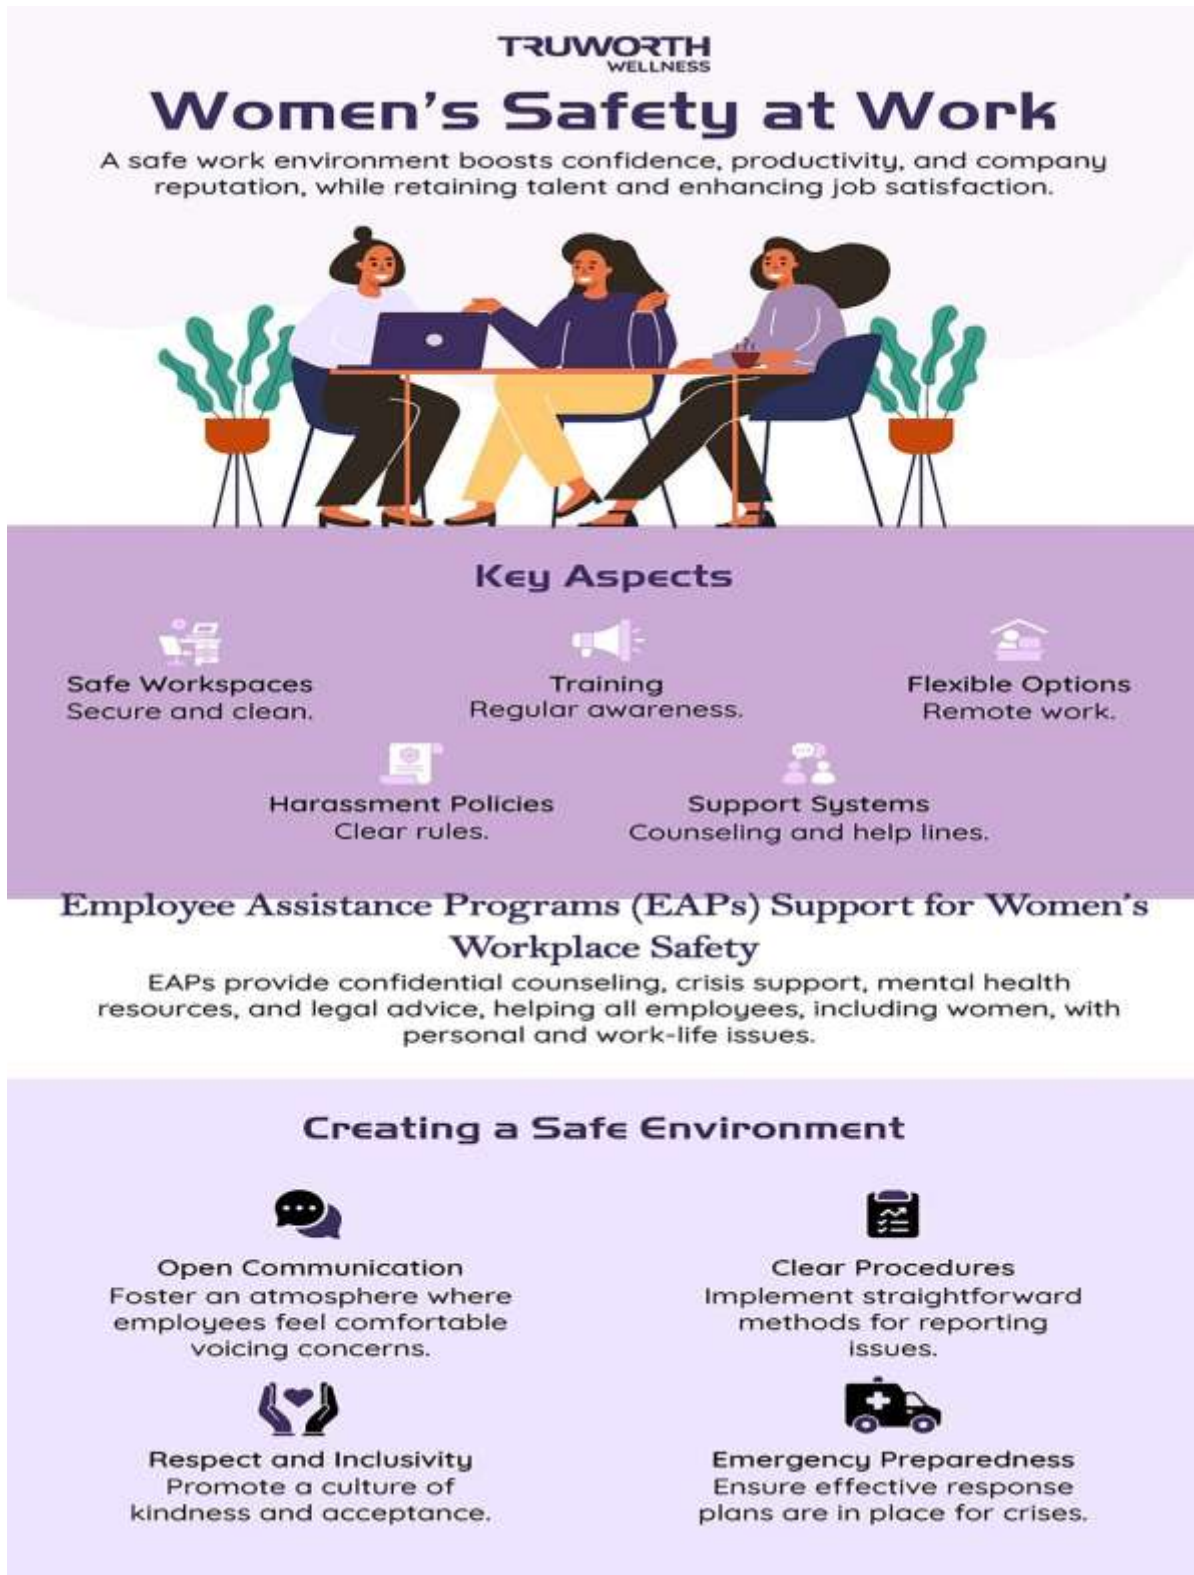 TRUWORTH
WELLNESS
Women's Safety at Work
A safe work environment boosts confidence, productivity, and company
reputation, while retaining talent and enhancing job satisfaction.
Key Aspects
Safe Workspaces
Secure and clean.
Training
Regular awareness.
Flexible Options
Remote work.
Harassment Policies
Clear rules.
Support Systems
Counseling and help lines.
Employee Assistance Programs (EAPs) Support for Women's
Workplace Safety
EAPs provide confidential counseling, crisis support, mental health
resources, and legal advice, helping all employees, including women, with
personal and work-life issues.
Creating a Safe Environment
Open Communication
Foster an atmosphere where
employees feel comfortable
voicing concerns.
Clear Procedures
Implement straightforward
methods for reporting
issues.
Respect and Inclusivity
Promote a culture of
kindness and acceptance.
Emergency Preparedness
Ensure effective response
plans are in place for crises.